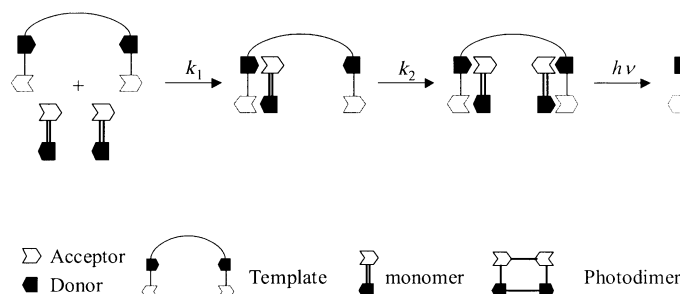 k₁ k₂ hν
+
Acceptor Template monomer Photodimer
Donor